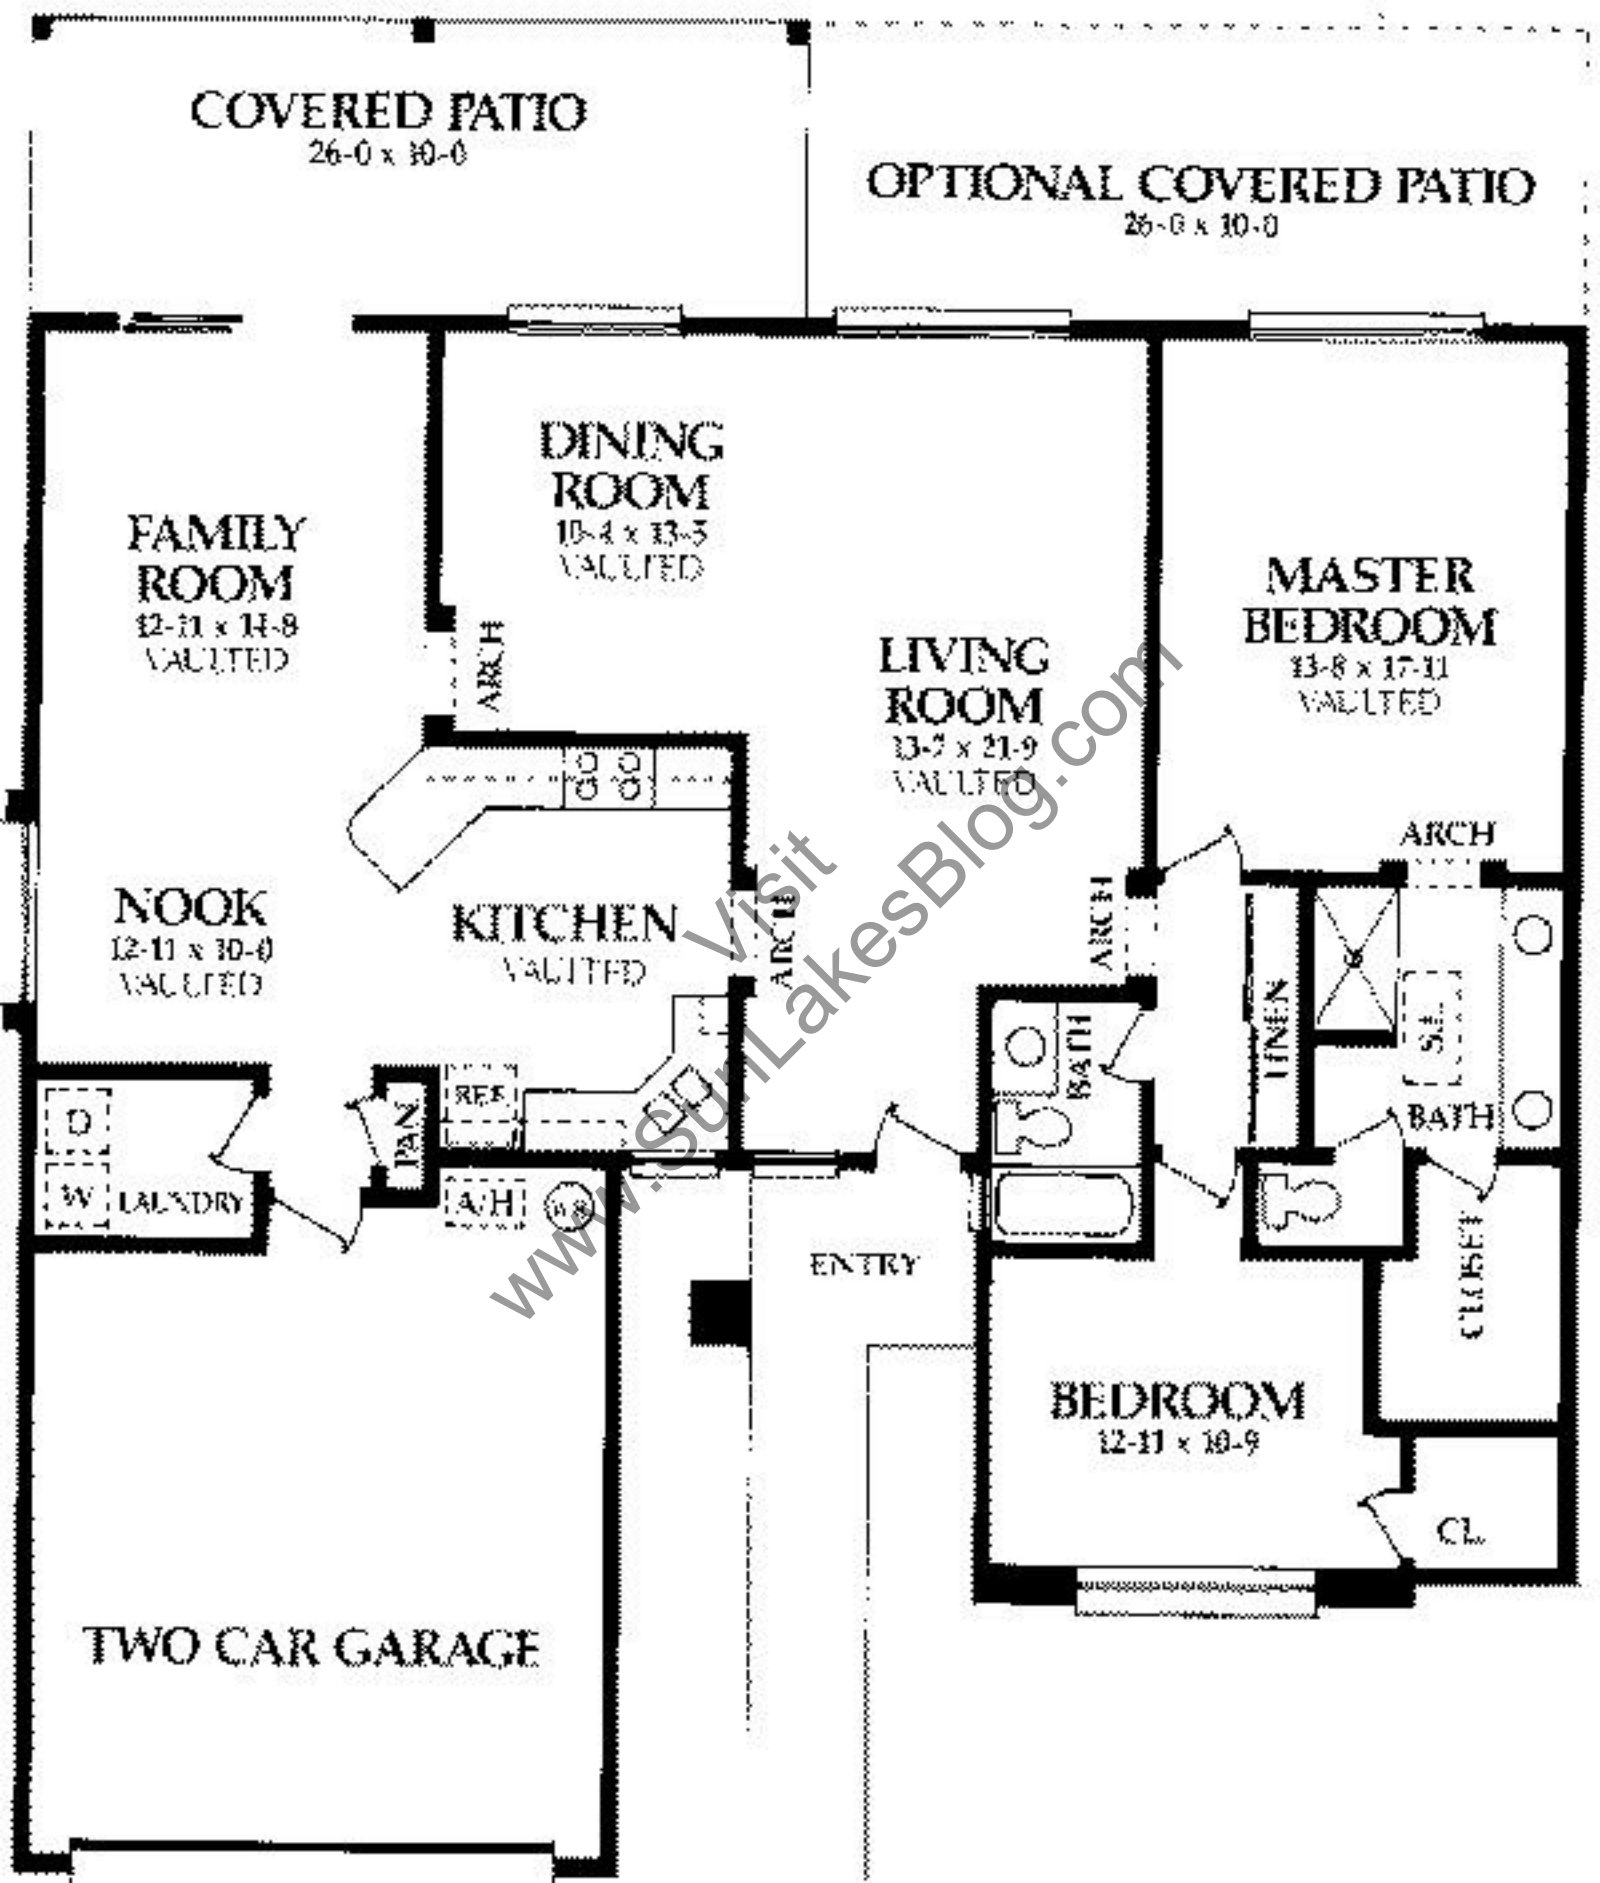 COVERED PATIO
26-0 x 10-0
OPTIONAL COVERED PATIO
26-0 x 10-0
DINING
ROOM
10-4 x 13-5
VAULTED
FAMILY
ROOM
12-11 x 14-8
VAULTED
ARCH
LIVING
ROOM
13-7 x 21-9
VAULTED
MASTER
BEDROOM
13-8 x 17-11
VAULTED
ARCH
NOOK
12-11 x 10-0
VAULTED
KITCHEN
VAULTED
ARCH
ARCH
LINEN
BATH
BATH
REF.
PAN
D
W
LAUNDRY
A/H
ENTRY
CLOSET
BEDROOM
12-11 x 10-9
CL.
TWO CAR GARAGE
Visit
www.SunLakesBlog.com